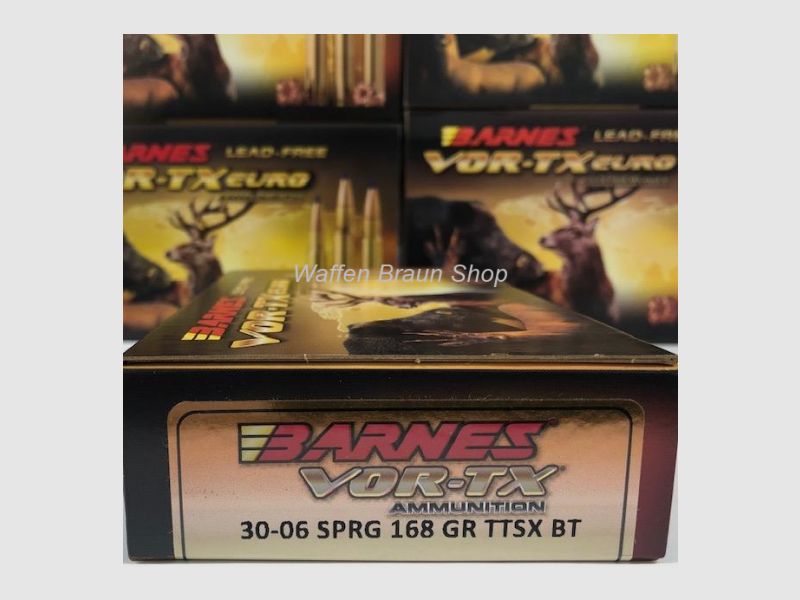 BARNES LEAD-FREE
VOR-TX EURO
BARNES LEAD-FREE
VOR-TX EURO
Waffen Braun Shop
BARNES
VOR-TX
BARNES
VOR-TX®
AMMUNITION
30-06 SPRG 168 GR TTSX BT